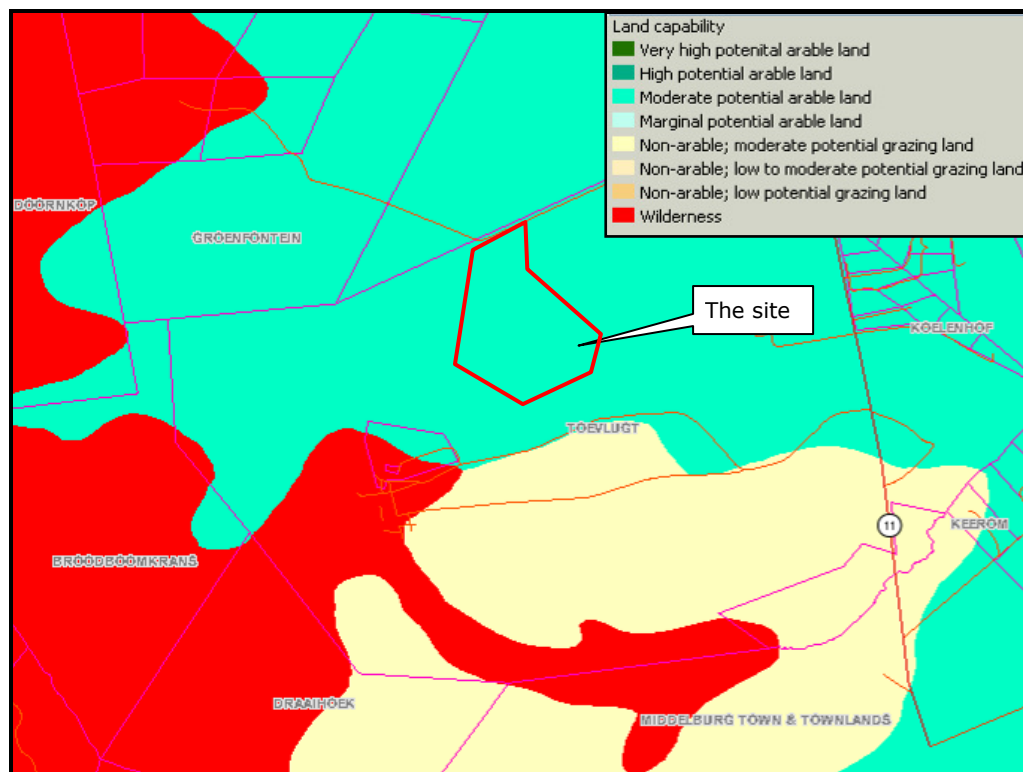 Land capability
Very high potenital arable land
High potential arable land
Moderate potential arable land
Marginal potential arable land
Non-arable; moderate potential grazing land
Non-arable; low to moderate potential grazing land
Non-arable; low potential grazing land
Wilderness
DOORNKOP
GROENFONTEIN
The site
KOELENHOF
TOEVLUGT
11
KEEROM
BROODBOOMKRANS
DRAAIHOEK
MIDDELBURG TOWN & TOWNLANDS